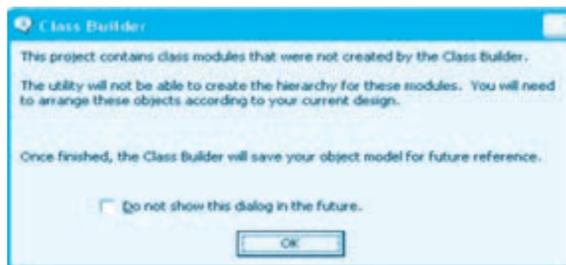 Class Builder
This project contains class modules that were not created by the Class Builder.
The utility will not be able to create the hierarchy for these modules. You will need
to arrange these objects according to your current design.
Once finished, the Class Builder will save your object model for future reference.
Do not show this dialog in the future.
OK